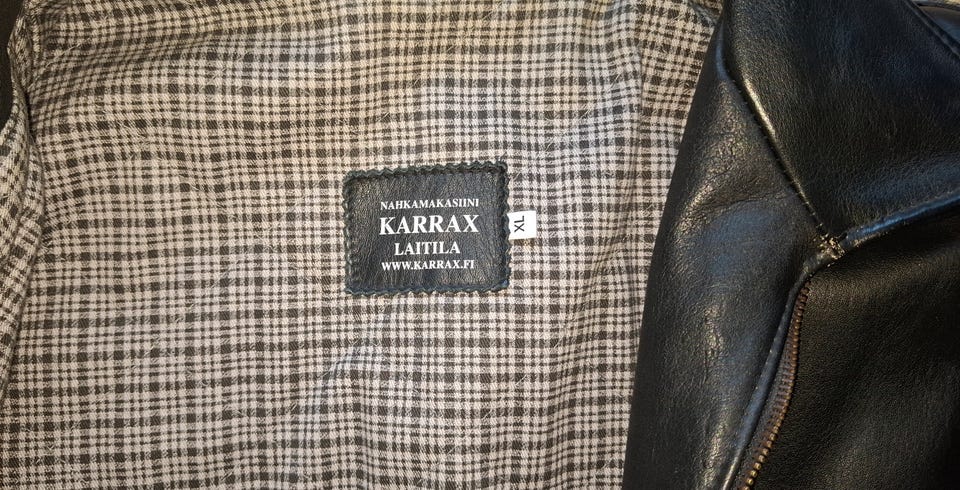 NAHKAMAKASIINI
KARRAX
LAITILA
WWW.KARRAX.FI
XL